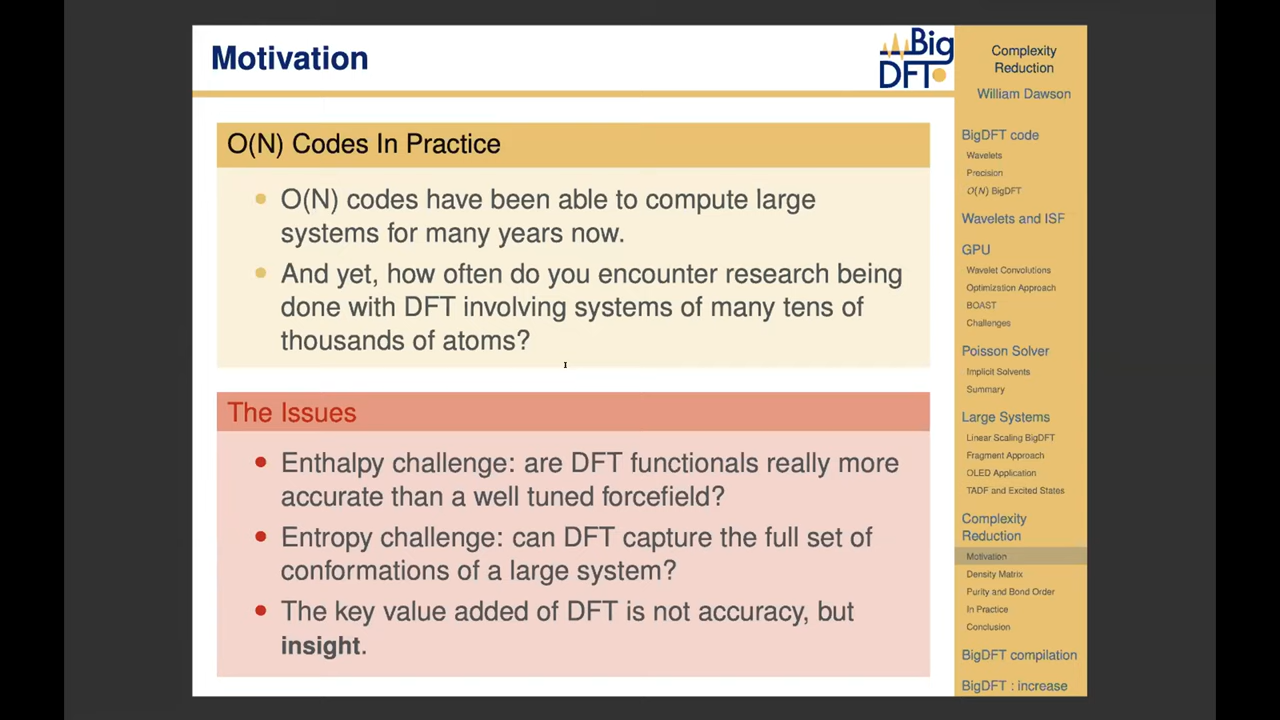 Motivation
Big
DFT
O(N) Codes In Practice
O(N) codes have been able to compute large
systems for many years now.
And yet, how often do you encounter research being
done with DFT involving systems of many tens of
thousands of atoms?
The Issues
Enthalpy challenge: are DFT functionals really more
accurate than a well tuned forcefield?
Entropy challenge: can DFT capture the full set of
conformations of a large system?
The key value added of DFT is not accuracy, but
insight.
Complexity
Reduction
William Dawson
BigDFT code
Wavelets
Precision
O(N) BigDFT
Wavelets and ISF
GPU
Wavelet Convolutions
Optimization Approach
BOAST
Challenges
Poisson Solver
Implicit Solvents
Summary
Large Systems
Linear Scaling BigDFT
Fragment Approach
OLED Application
TADF and Excited States
Complexity
Reduction
Motivation
Density Matrix
Purity and Bond Order
In Practice
Conclusion
BigDFT compilation
BigDFT : increase